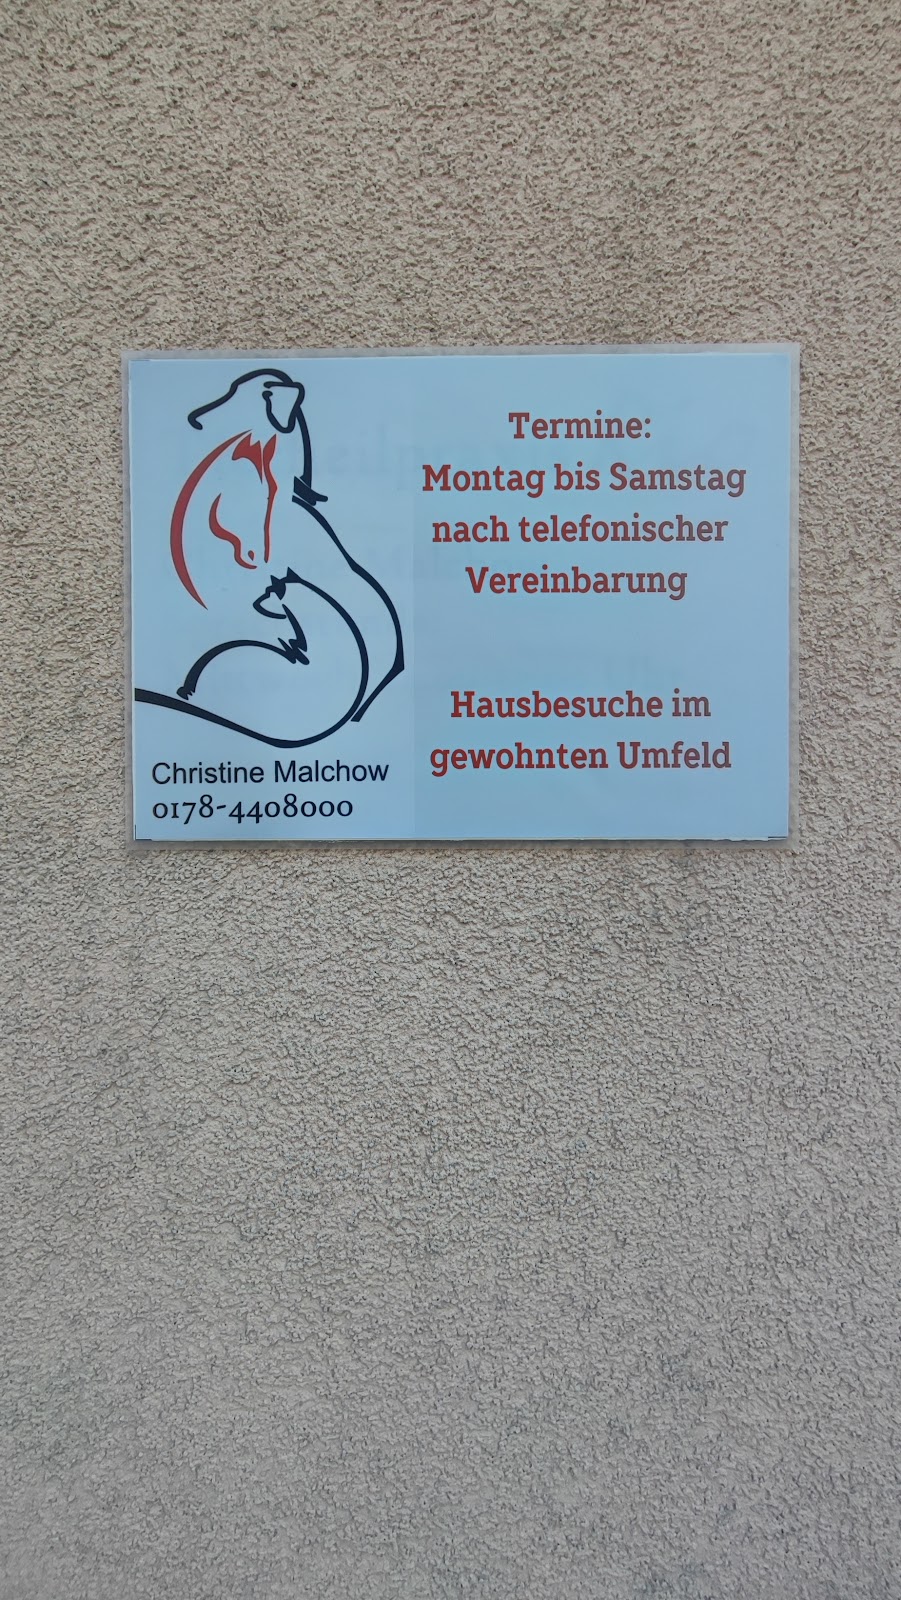 Termine:
Montag bis Samstag
nach telefonischer
Vereinbarung
Hausbesuche im
gewohnten Umfeld
Christine Malchow
0178-4408000